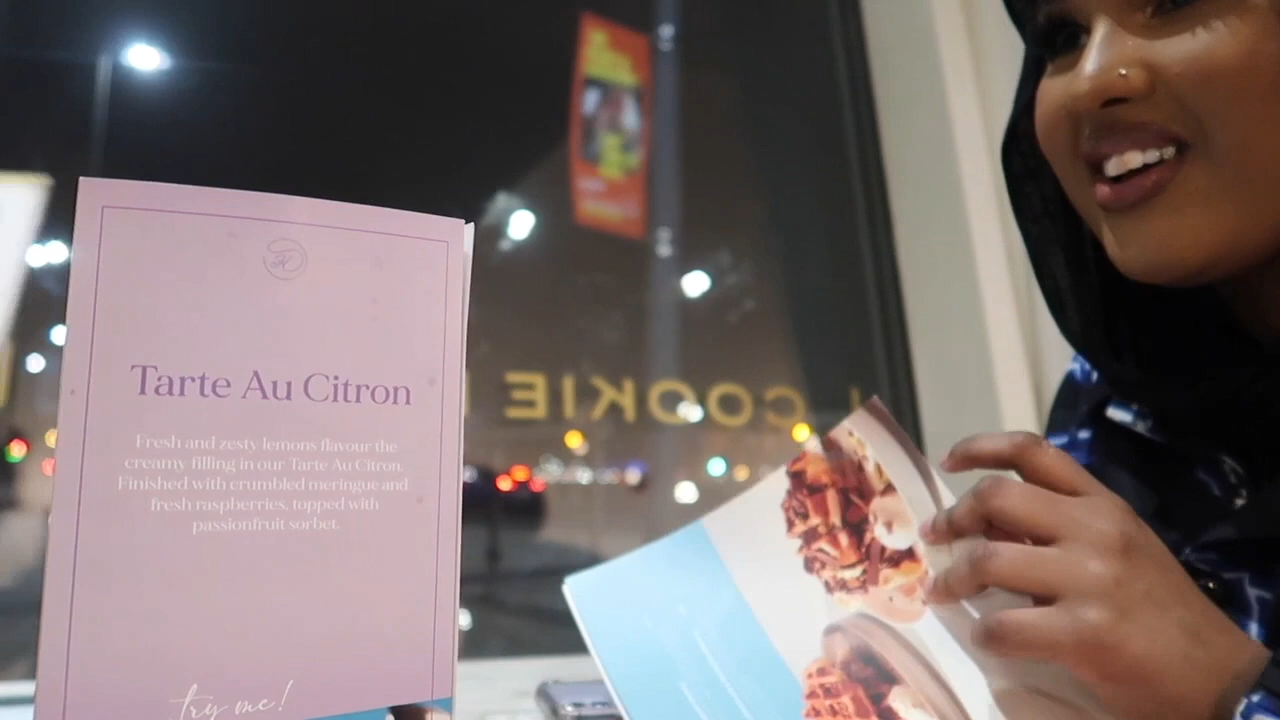 Tarte Au Citron
Fresh and zesty lemons flavour the
creamy filling in our Tarte Au Citron.
Finished with crumbled meringue and
fresh raspberries, topped with
passionfruit sorbet.
try me!
COOKIE